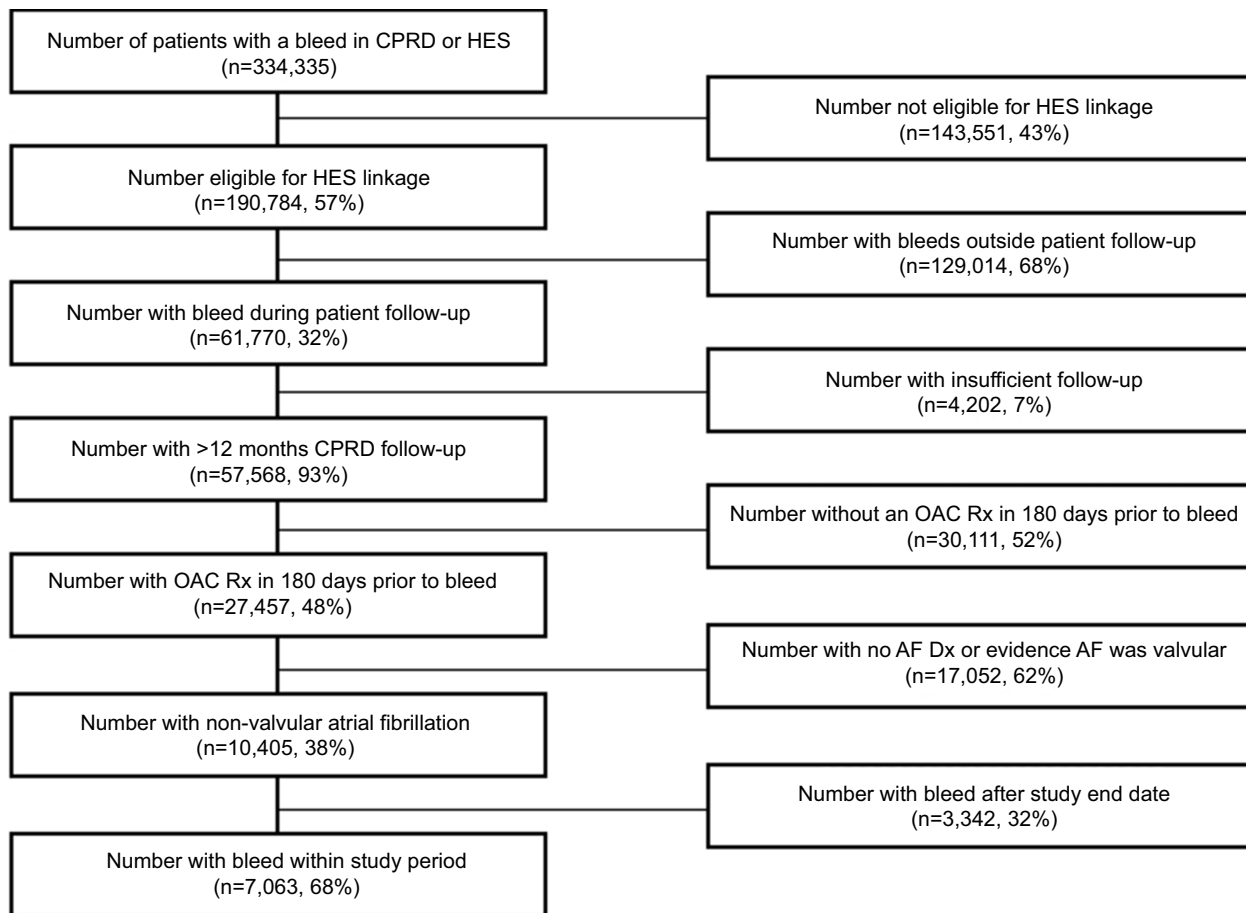 Number of patients with a bleed in CPRD or HES
(n=334,335)
Number not eligible for HES linkage
(n=143,551, 43%)
Number eligible for HES linkage
(n=190,784, 57%)
Number with bleeds outside patient follow-up
(n=129,014, 68%)
Number with bleed during patient follow-up
(n=61,770, 32%)
Number with insufficient follow-up
(n=4,202, 7%)
Number with >12 months CPRD follow-up
(n=57,568, 93%)
Number without an OAC Rx in 180 days prior to bleed
(n=30,111, 52%)
Number with OAC Rx in 180 days prior to bleed
(n=27,457, 48%)
Number with no AF Dx or evidence AF was valvular
(n=17,052, 62%)
Number with non-valvular atrial fibrillation
(n=10,405, 38%)
Number with bleed after study end date
(n=3,342, 32%)
Number with bleed within study period
(n=7,063, 68%)